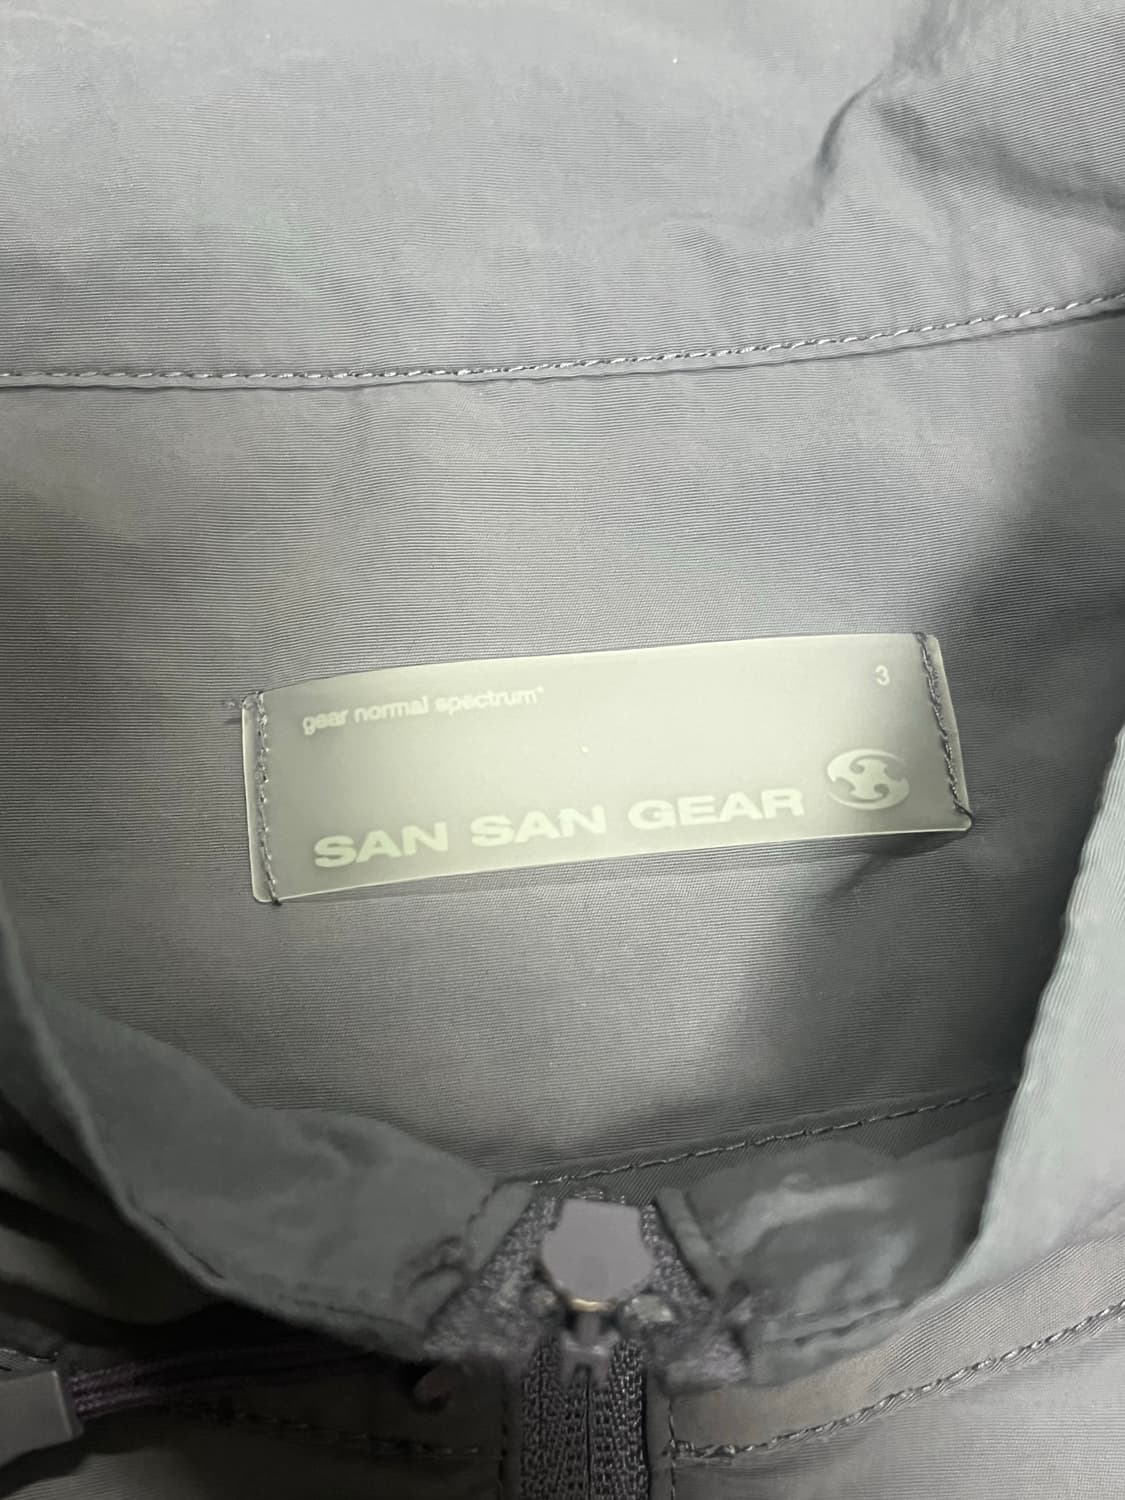 gear normal spectrum*
3
SAN SAN GEAR